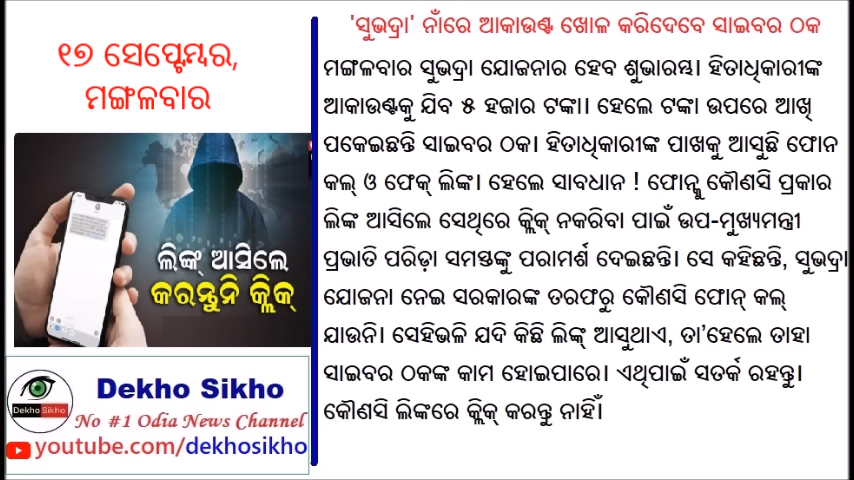 ୧୭ ସେପ୍ଟେମ୍ବର,
ମଙ୍ଗଳବାର
ଲିଙ୍କ୍ ଆସିଲେ
କରନ୍ତୁନି କ୍ଲିକ୍
Dekho Sikho
Dekho Sikho
No #1 Odia News Channel
youtube.com/dekhosikho
'ସୁଭଦ୍ରା' ନାଁରେ ଆକାଉଣ୍ଟ ଖୋଳ କରିଦେବେ ସାଇବର ଠକ
ମଙ୍ଗଳବାର ସୁଭଦ୍ରା ଯୋଜନାର ହେବ ଶୁଭାରମ୍ଭ। ହିତାଧିକାରୀଙ୍କ
ଆକାଉଣ୍ଟକୁ ଯିବ ୫ ହଜାର ଟଙ୍କା।। ହେଲେ ଟଙ୍କା ଉପରେ ଆଖି
ପକେଇଛନ୍ତି ସାଇବର ଠକ। ହିତାଧିକାରୀଙ୍କ ପାଖକୁ ଆସୁଛି ଫୋନ
କଲ୍ ଓ ଫେକ୍ ଲିଙ୍କ। ହେଲେ ସାବଧାନ ! ଫୋନ୍କୁ କୌଣସି ପ୍ରକାର
ଲିଙ୍କ ଆସିଲେ ସେଥିରେ କ୍ଲିକ୍ ନକରିବା ପାଇଁ ଉପ-ମୁଖ୍ୟମନ୍ତ୍ରୀ
ପ୍ରଭାତି ପରିଡ଼ା ସମସ୍ତଙ୍କୁ ପରାମର୍ଶ ଦେଇଛନ୍ତି। ସେ କହିଛନ୍ତି, ସୁଭଦ୍ରା
ଯୋଜନା ନେଇ ସରକାରଙ୍କ ତରଫରୁ କୌଣସି ଫୋନ୍ କଲ୍
ଯାଉନି। ସେହିଭଳି ଯଦି କିଛି ଲିଙ୍କ୍ ଆସୁଥାଏ, ତା'ହେଲେ ତାହା
ସାଇବର ଠକଙ୍କ କାମ ହୋଇପାରେ। ଏଥିପାଇଁ ସତର୍କ ରହନ୍ତୁ।
କୌଣସି ଲିଙ୍କରେ କ୍ଲିକ୍ କରନ୍ତୁ ନାହିଁ।